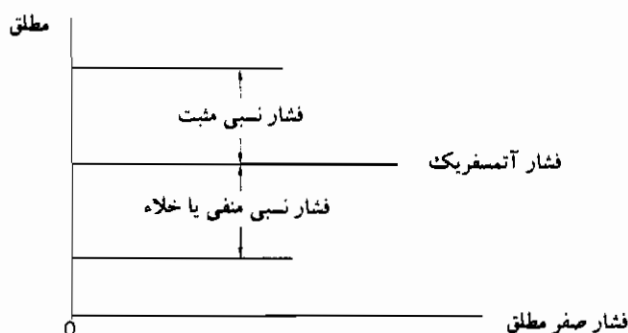 مطلق
فشار نسبی مثبت
فشار آتمسفریک
فشار نسبی منفی یا خلاء
فشار صفر مطلق
0